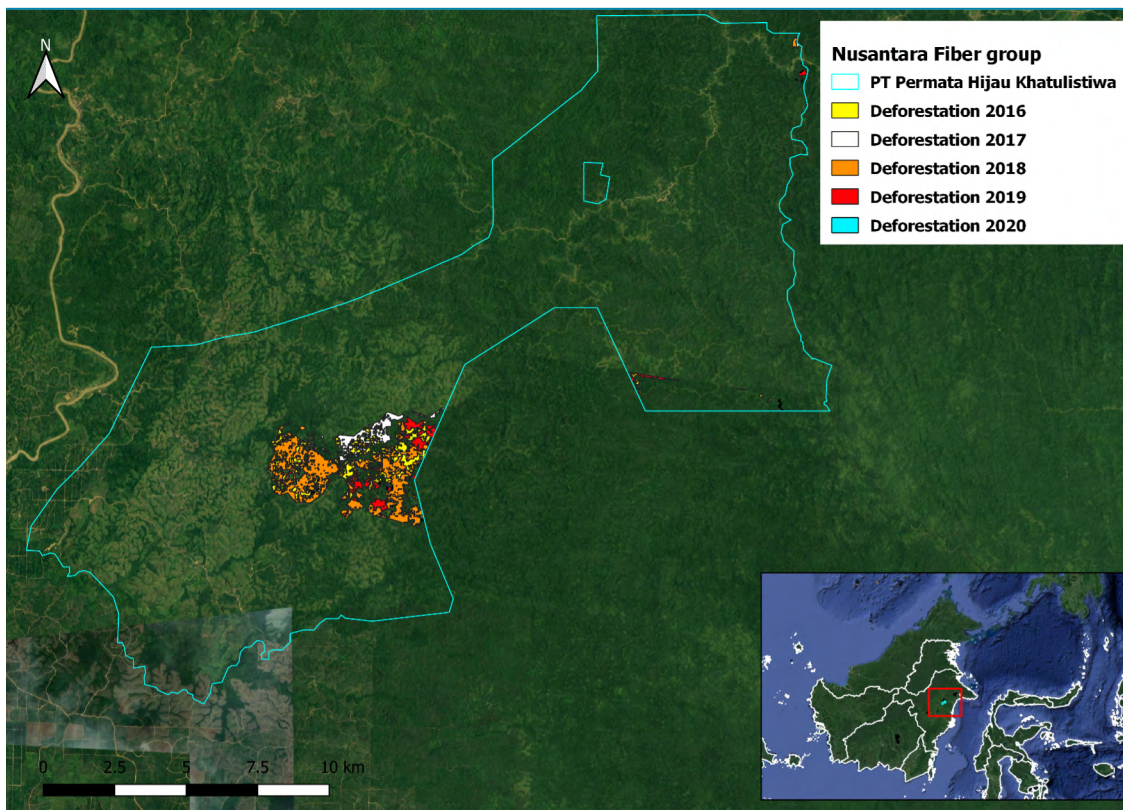 N
Nusantara Fiber group
PT Permata Hijau Khatulistiwa
Deforestation 2016
Deforestation 2017
Deforestation 2018
Deforestation 2019
Deforestation 2020
0 2.5 5 7.5 10 km